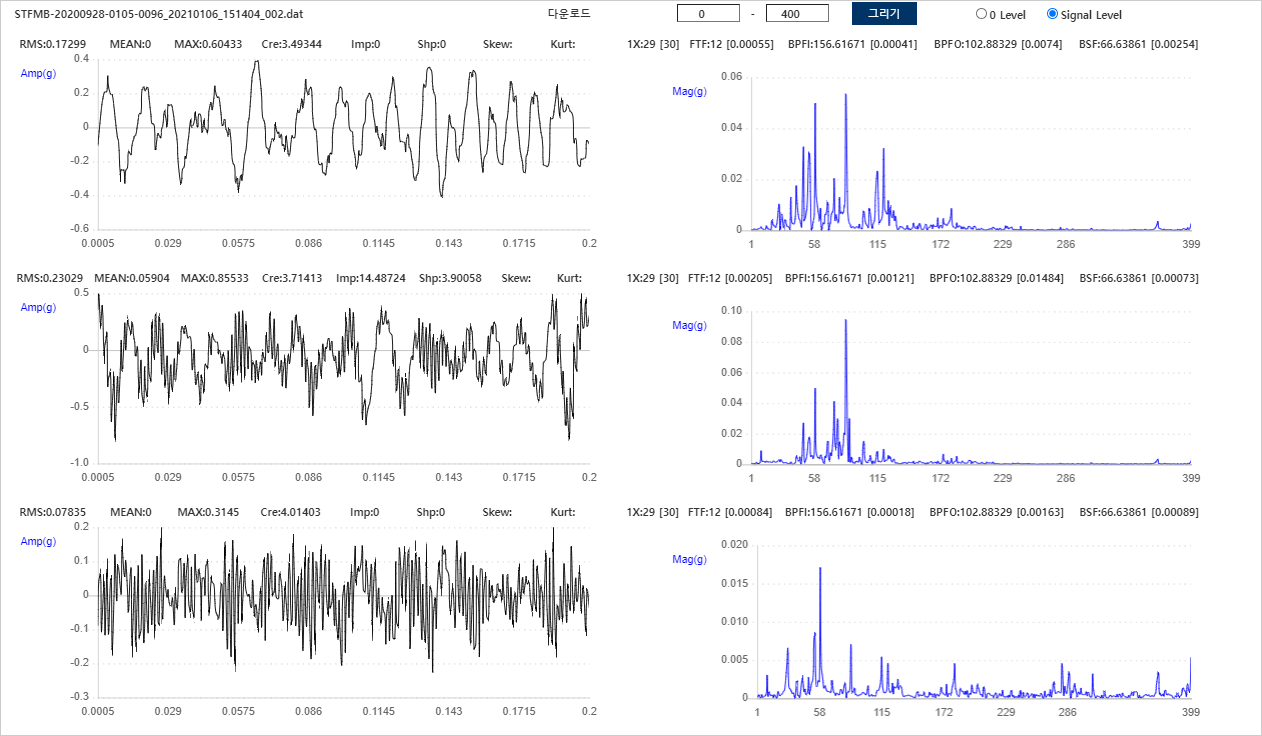 STFMB-20200928-0105-0096_20210106_151404_002.dat 다운로드 0 - 400 그리기 0 Level Signal Level
RMS:0.17299 MEAN:0 MAX:0.60433 Cre:3.49344 Imp:0 Shp:0 Skew: Kurt:
Amp(g)
0.4
0.2
0
-0.2
-0.4
-0.6
0.0005 0.029 0.0575 0.086 0.1145 0.143 0.1715 0.2
1X:29 [30] FTF:12 [0.00055] BPFI:156.61671 [0.00041] BPFO:102.88329 [0.0074] BSF:66.63861 [0.00254]
Mag(g)
0.06
0.04
0.02
0
1 58 115 172 229 286 399
RMS:0.23029 MEAN:0.05904 MAX:0.85533 Cre:3.71413 Imp:14.48724 Shp:3.90058 Skew: Kurt:
Amp(g)
0.5
0
-0.5
-1.0
0.0005 0.029 0.0575 0.086 0.1145 0.143 0.1715 0.2
1X:29 [30] FTF:12 [0.00205] BPFI:156.61671 [0.00121] BPFO:102.88329 [0.01484] BSF:66.63861 [0.00073]
Mag(g)
0.10
0.08
0.06
0.04
0.02
0
1 58 115 172 229 286 399
RMS:0.07835 MEAN:0 MAX:0.3145 Cre:4.01403 Imp:0 Shp:0 Skew: Kurt:
Amp(g)
0.2
0.1
0
-0.1
-0.2
-0.3
0.0005 0.029 0.0575 0.086 0.1145 0.143 0.1715 0.2
1X:29 [30] FTF:12 [0.00084] BPFI:156.61671 [0.00018] BPFO:102.88329 [0.00163] BSF:66.63861 [0.00089]
Mag(g)
0.020
0.015
0.010
0.005
0
1 58 115 172 229 286 399